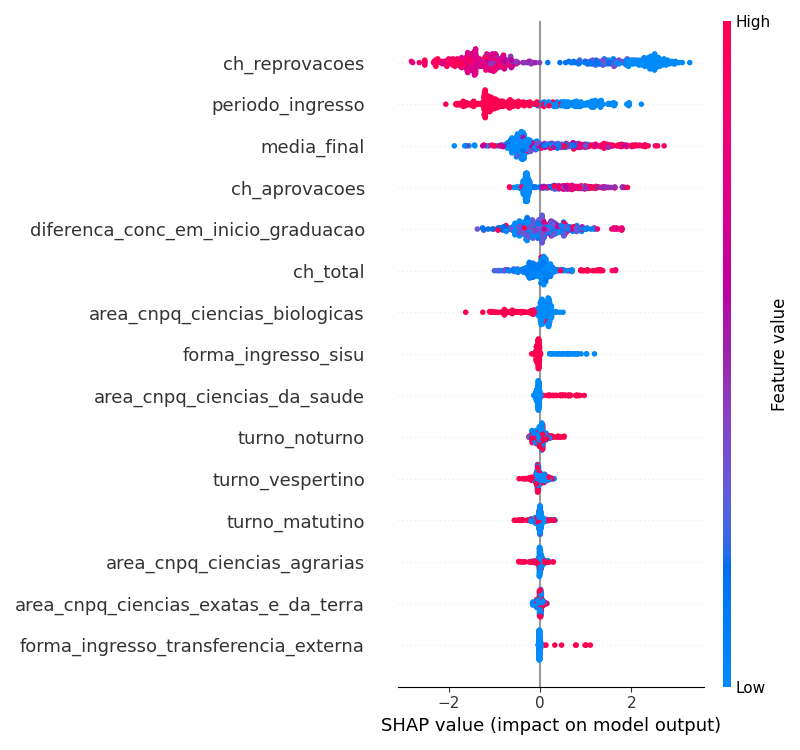 High
ch_reprovacoes
periodo_ingresso
media_final
ch_aprovacoes
diferenca_conc_em_inicio_graduacao
ch_total
area_cnpq_ciencias_biologicas
forma_ingresso_sisu
area_cnpq_ciencias_da_saude
turno_noturno
turno_vespertino
turno_matutino
area_cnpq_ciencias_agrarias
area_cnpq_ciencias_exatas_e_da_terra
forma_ingresso_transferencia_externa
Feature value
Low
−2 0 2
SHAP value (impact on model output)